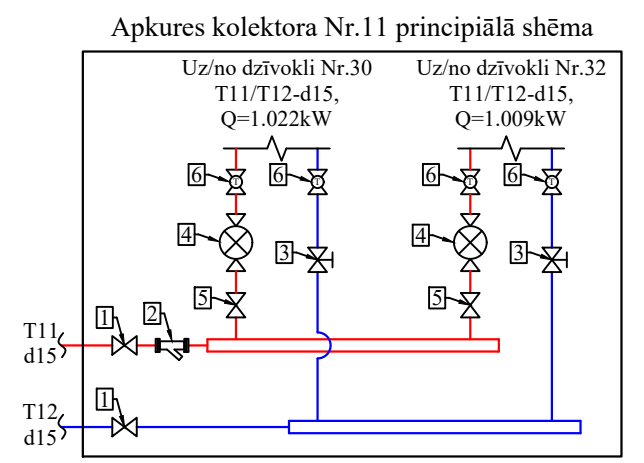 Apkures kolektora Nr.11 principiālā shēma
Uz/no dzīvokli Nr.30
T11/T12-d15,
Q=1.022kW
Uz/no dzīvokli Nr.32
T11/T12-d15,
Q=1.009kW
6
T
6
T
6
T
6
T
4
3
4
3
5
5
T11
d15
1
2
T12
d15
1